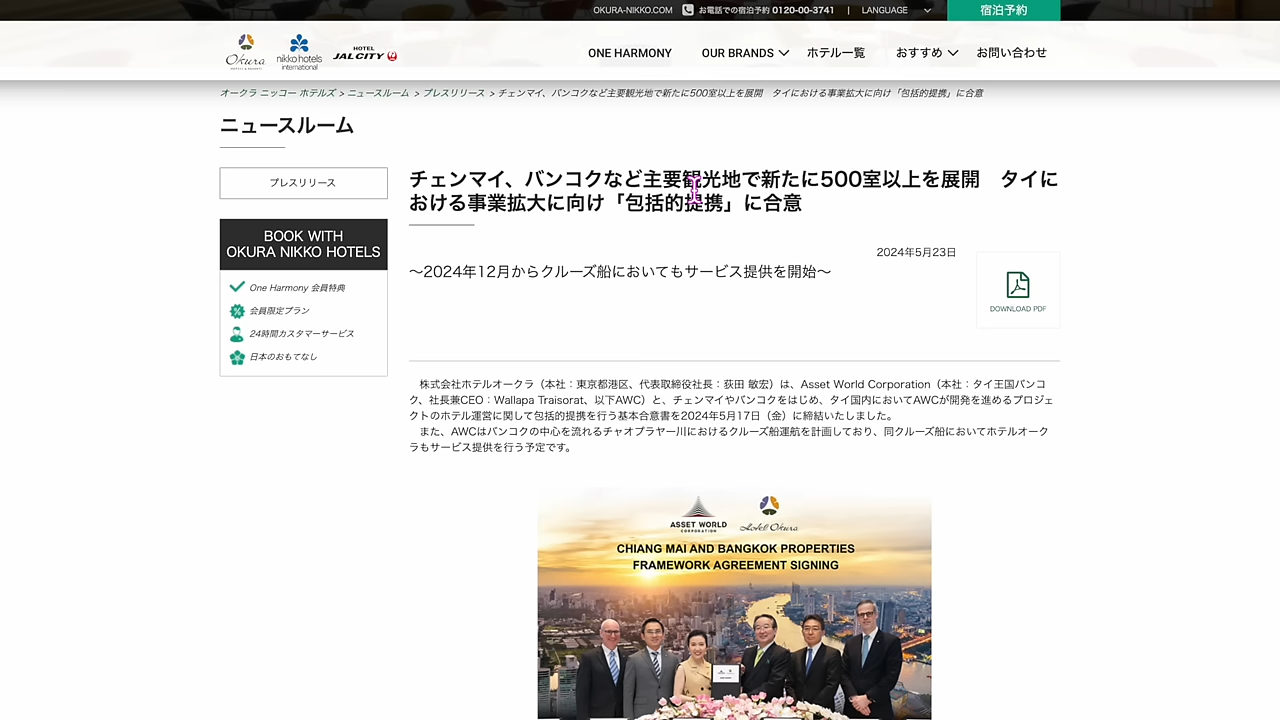 OKURA-NIKKO.COM お電話での宿泊予約 0120-00-3741 | LANGUAGE 宿泊予約
Okura
HOTELS & RESORTS
nikko hotels
international
HOTEL
JAL CITY
ONE HARMONY OUR BRANDS ホテル一覧 おすすめ お問い合わせ
オークラ ニッコー ホテルズ > ニュースルーム > プレスリリース > チェンマイ、バンコクなど主要観光地で新たに500室以上を展開 タイにおける事業拡大に向け「包括的提携」に合意
ニュースルーム
プレスリリース
BOOK WITH
OKURA NIKKO HOTELS
One Harmony 会員特典
会員限定プラン
24時間カスタマーサービス
日本のおもてなし
チェンマイ、バンコクなど主要観光地で新たに500室以上を展開 タイに
おける事業拡大に向け「包括的提携」に合意
2024年5月23日
～2024年12月からクルーズ船においてもサービス提供を開始～
DOWNLOAD PDF
株式会社ホテルオークラ（本社：東京都港区、代表取締役社長：荻田 敏宏）は、Asset World Corporation（本社：タイ王国バンコ
ク、社長兼CEO：Wallapa Traisorat、以下AWC）と、チェンマイやバンコクをはじめ、タイ国内においてAWCが開発を進めるプロジェ
クトのホテル運営に関して包括的提携を行う基本合意書を2024年5月17日（金）に締結いたしました。
また、AWCはバンコクの中心を流れるチャオプラヤー川におけるクルーズ船運航を計画しており、同クルーズ船においてホテルオーク
ラもサービス提供を行う予定です。
ASSET WORLD
CORPORATION
Hotel Okura
CHIANG MAI AND BANGKOK PROPERTIES
FRAMEWORK AGREEMENT SIGNING